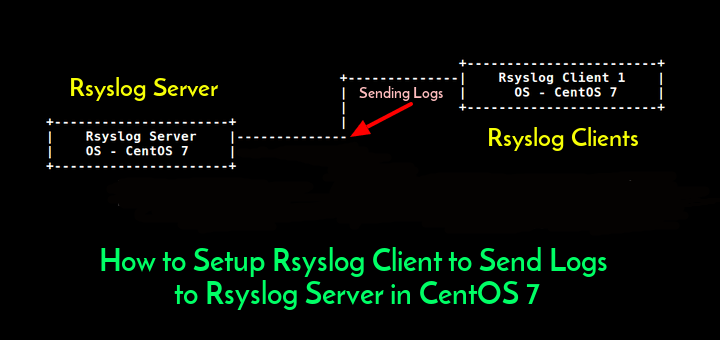 Rsyslog Server
Rsyslog Server
OS - CentOS 7
Sending Logs
Rsyslog Client 1
OS - CentOS 7
Rsyslog Clients
How to Setup Rsyslog Client to Send Logs
to Rsyslog Server in CentOS 7